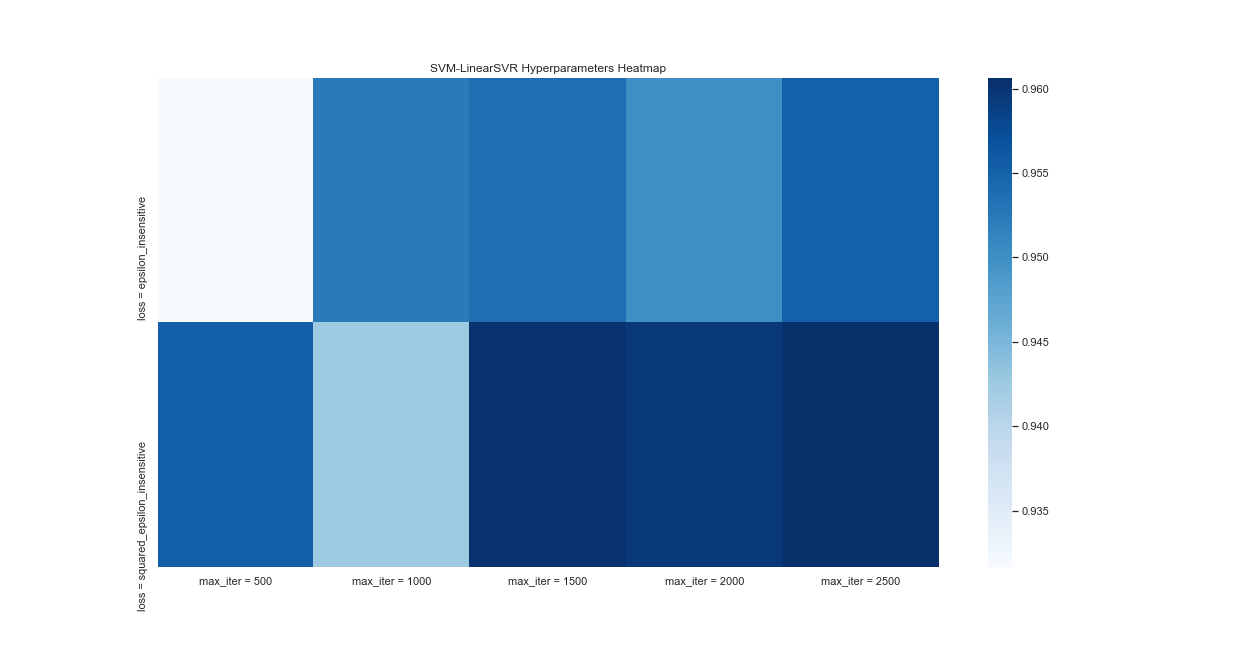 SVM-LinearSVR Hyperparameters Heatmap
loss = epsilon_insensitive
loss = squared_epsilon_insensitive
max_iter = 500
max_iter = 1000
max_iter = 1500
max_iter = 2000
max_iter = 2500
0.960
0.955
0.950
0.945
0.940
0.935